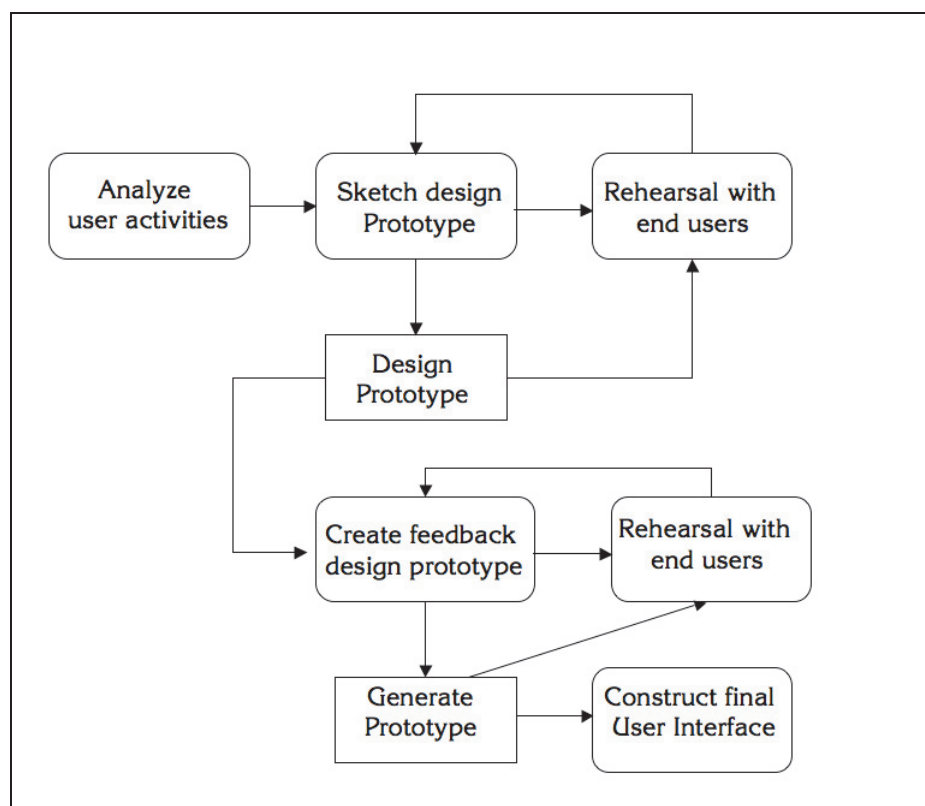 Analyze
user activities
Sketch design
Prototype
Rehearsal with
end users
Design
Prototype
Create feedback
design prototype
Rehearsal with
end users
Generate
Prototype
Construct final
User Interface